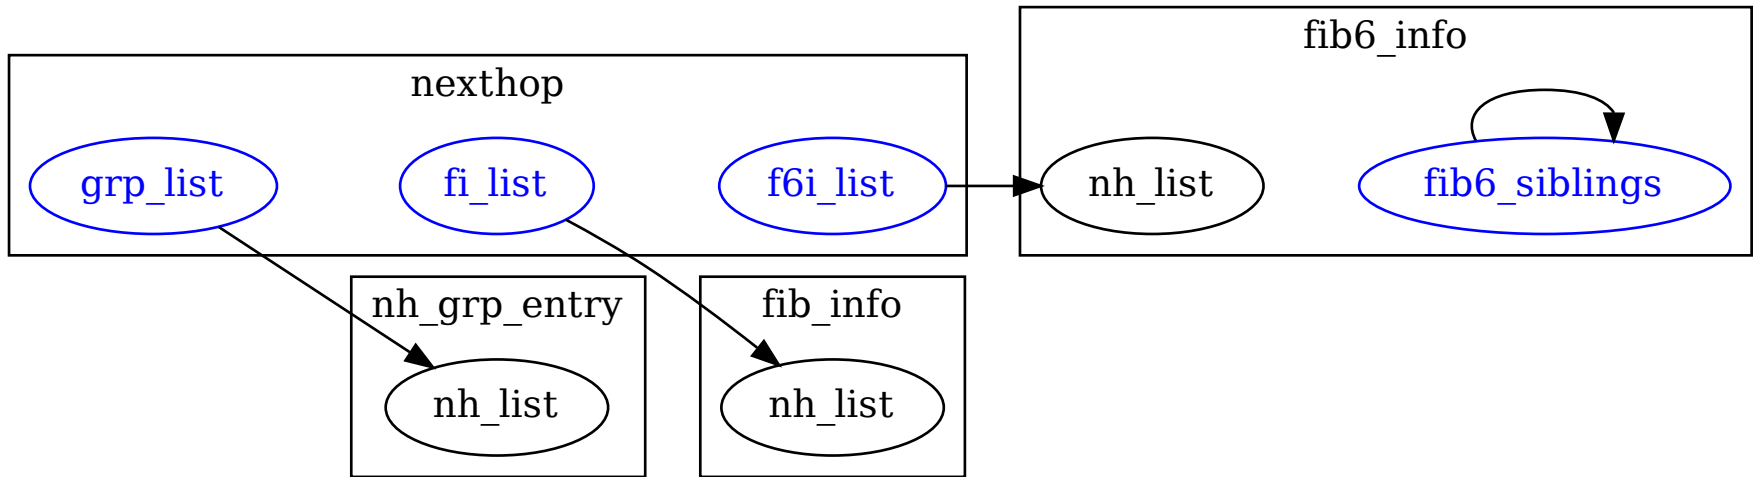 fib6_info
nexthop
grp_list
fi_list
f6i_list
nh_list
fib6_siblings
nh_grp_entry
fib_info
nh_list
nh_list